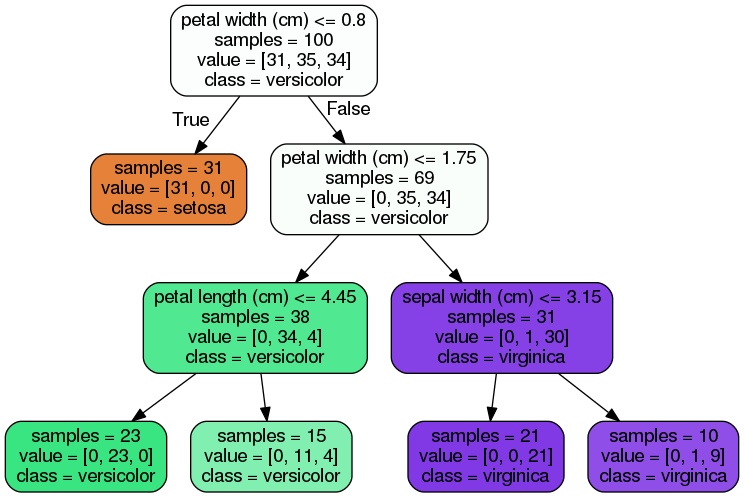 petal width (cm) <= 0.8
samples = 100
value = [31, 35, 34]
class = versicolor
True
False
samples = 31
value = [31, 0, 0]
class = setosa
petal width (cm) <= 1.75
samples = 69
value = [0, 35, 34]
class = versicolor
petal length (cm) <= 4.45
samples = 38
value = [0, 34, 4]
class = versicolor
sepal width (cm) <= 3.15
samples = 31
value = [0, 1, 30]
class = virginica
samples = 23
value = [0, 23, 0]
class = versicolor
samples = 15
value = [0, 11, 4]
class = versicolor
samples = 21
value = [0, 0, 21]
class = virginica
samples = 10
value = [0, 1, 9]
class = virginica